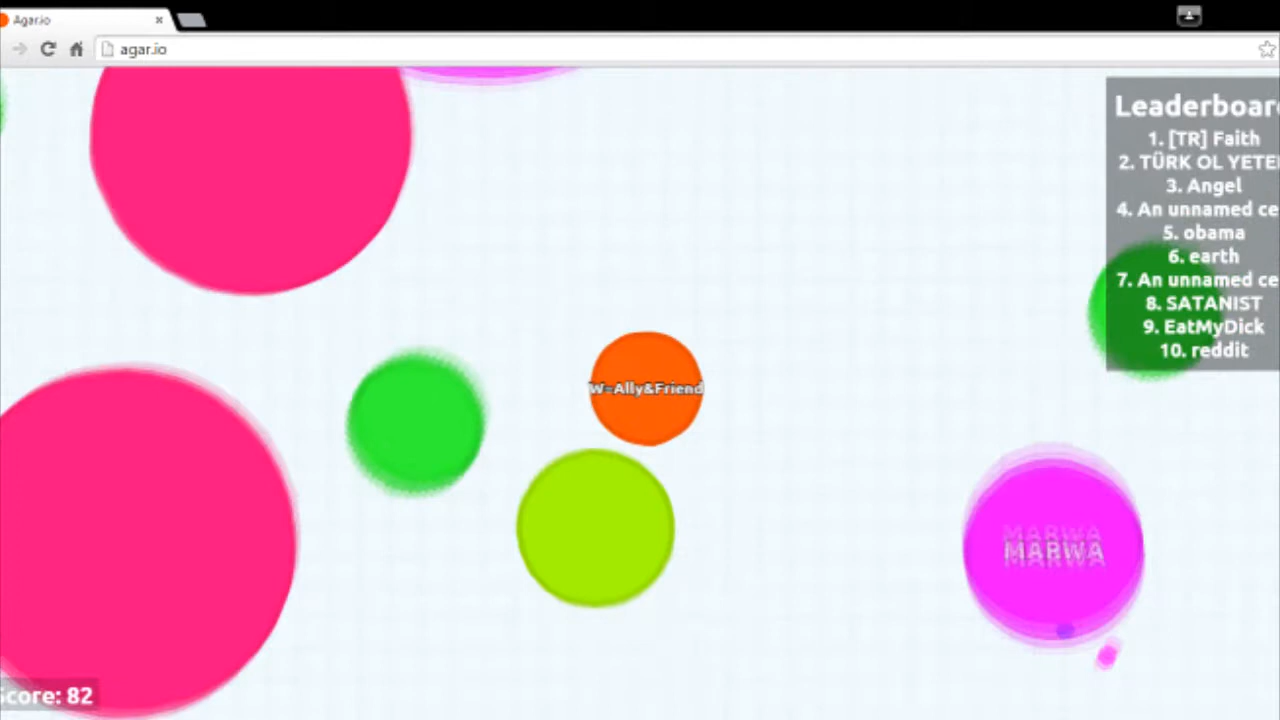 Agar.io
agar.io
Leaderboar
1. [TR] Faith
2. TÜRK OL YETE
3. Angel
4. An unnamed ce
5. obama
6. earth
7. An unnamed ce
8. SATANIST
9. EatMyDick
10. reddit
W=Ally&Friend
MARWA
Score: 82